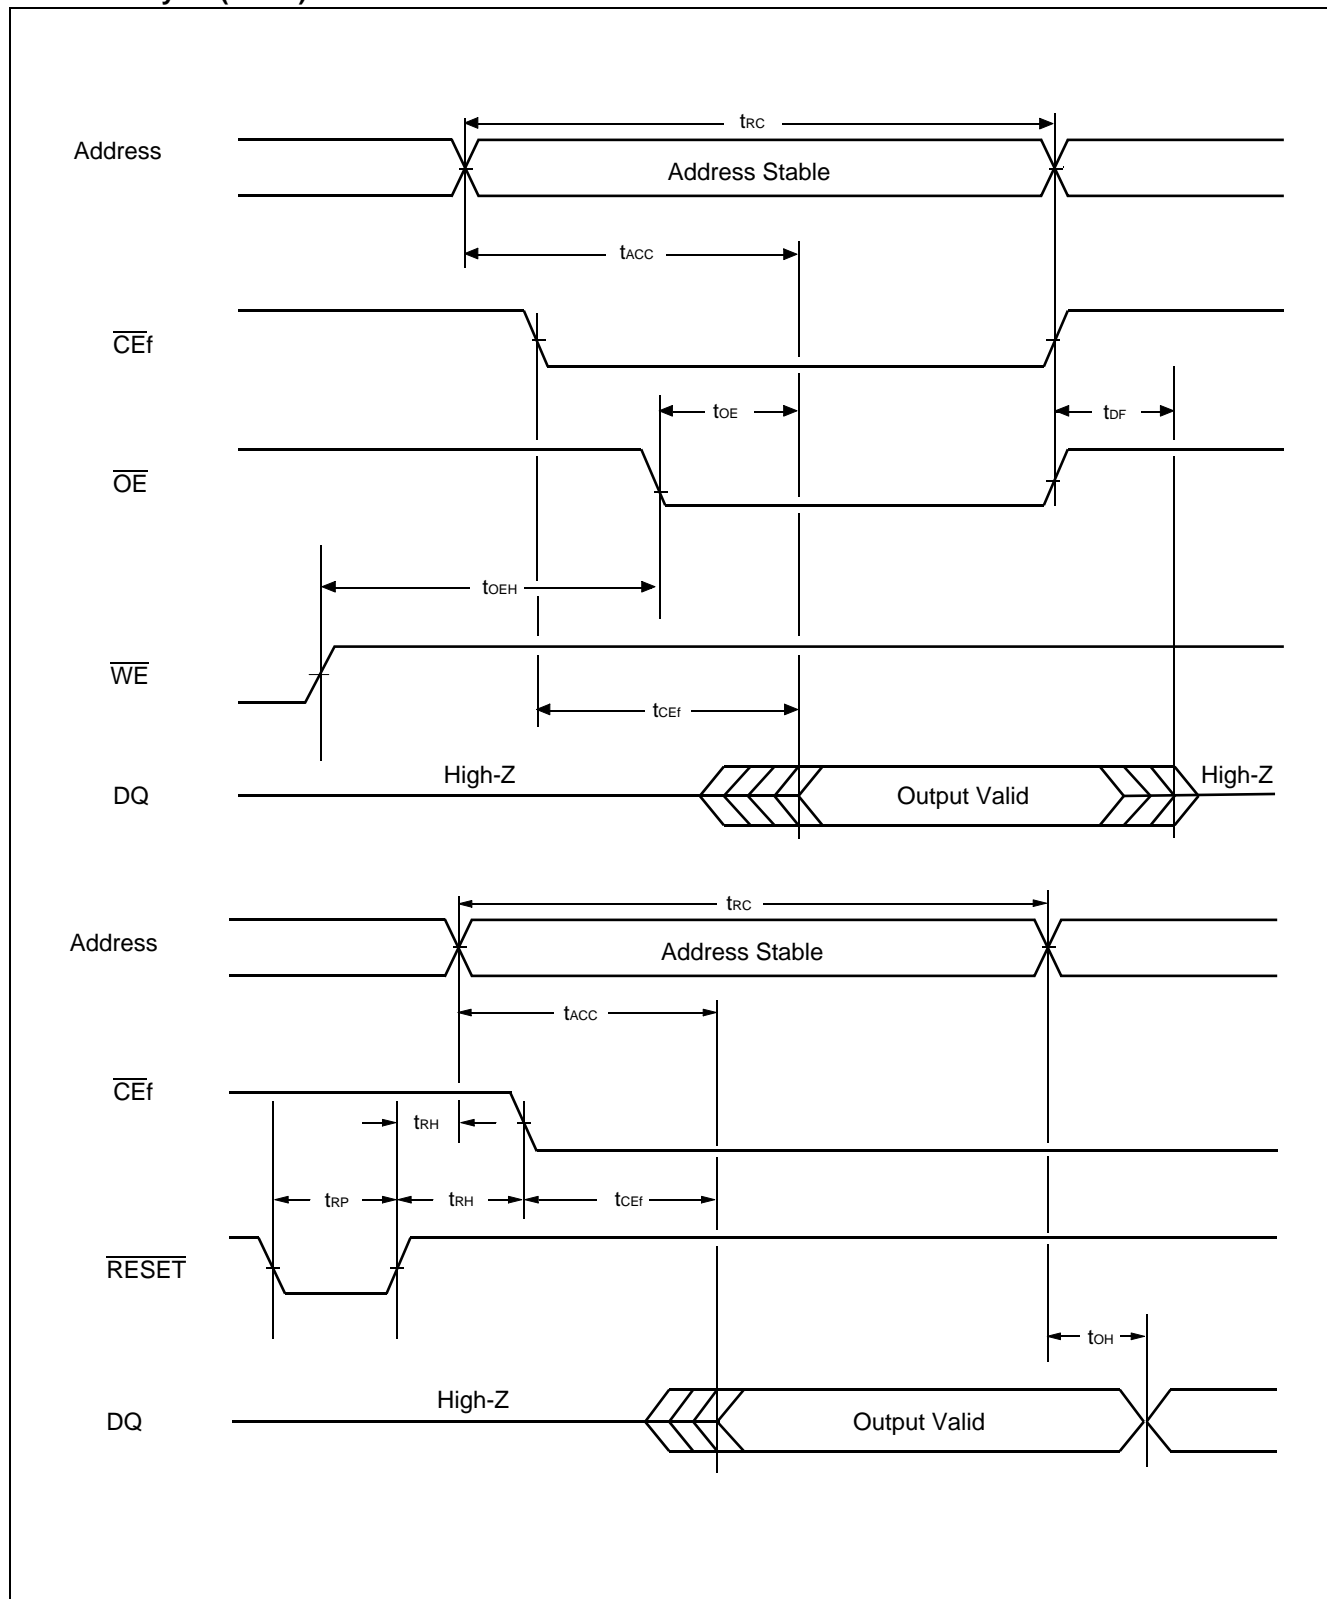 Address
tRC
Address Stable
tACC
CEf
tOE
tDF
OE
tOEH
WE
tCEf
DQ
High-Z
Output Valid
High-Z
tRC
Address
Address Stable
tACC
CEf
tRH
tRP
tRH
tCEf
RESET
tOH
High-Z
DQ
Output Valid